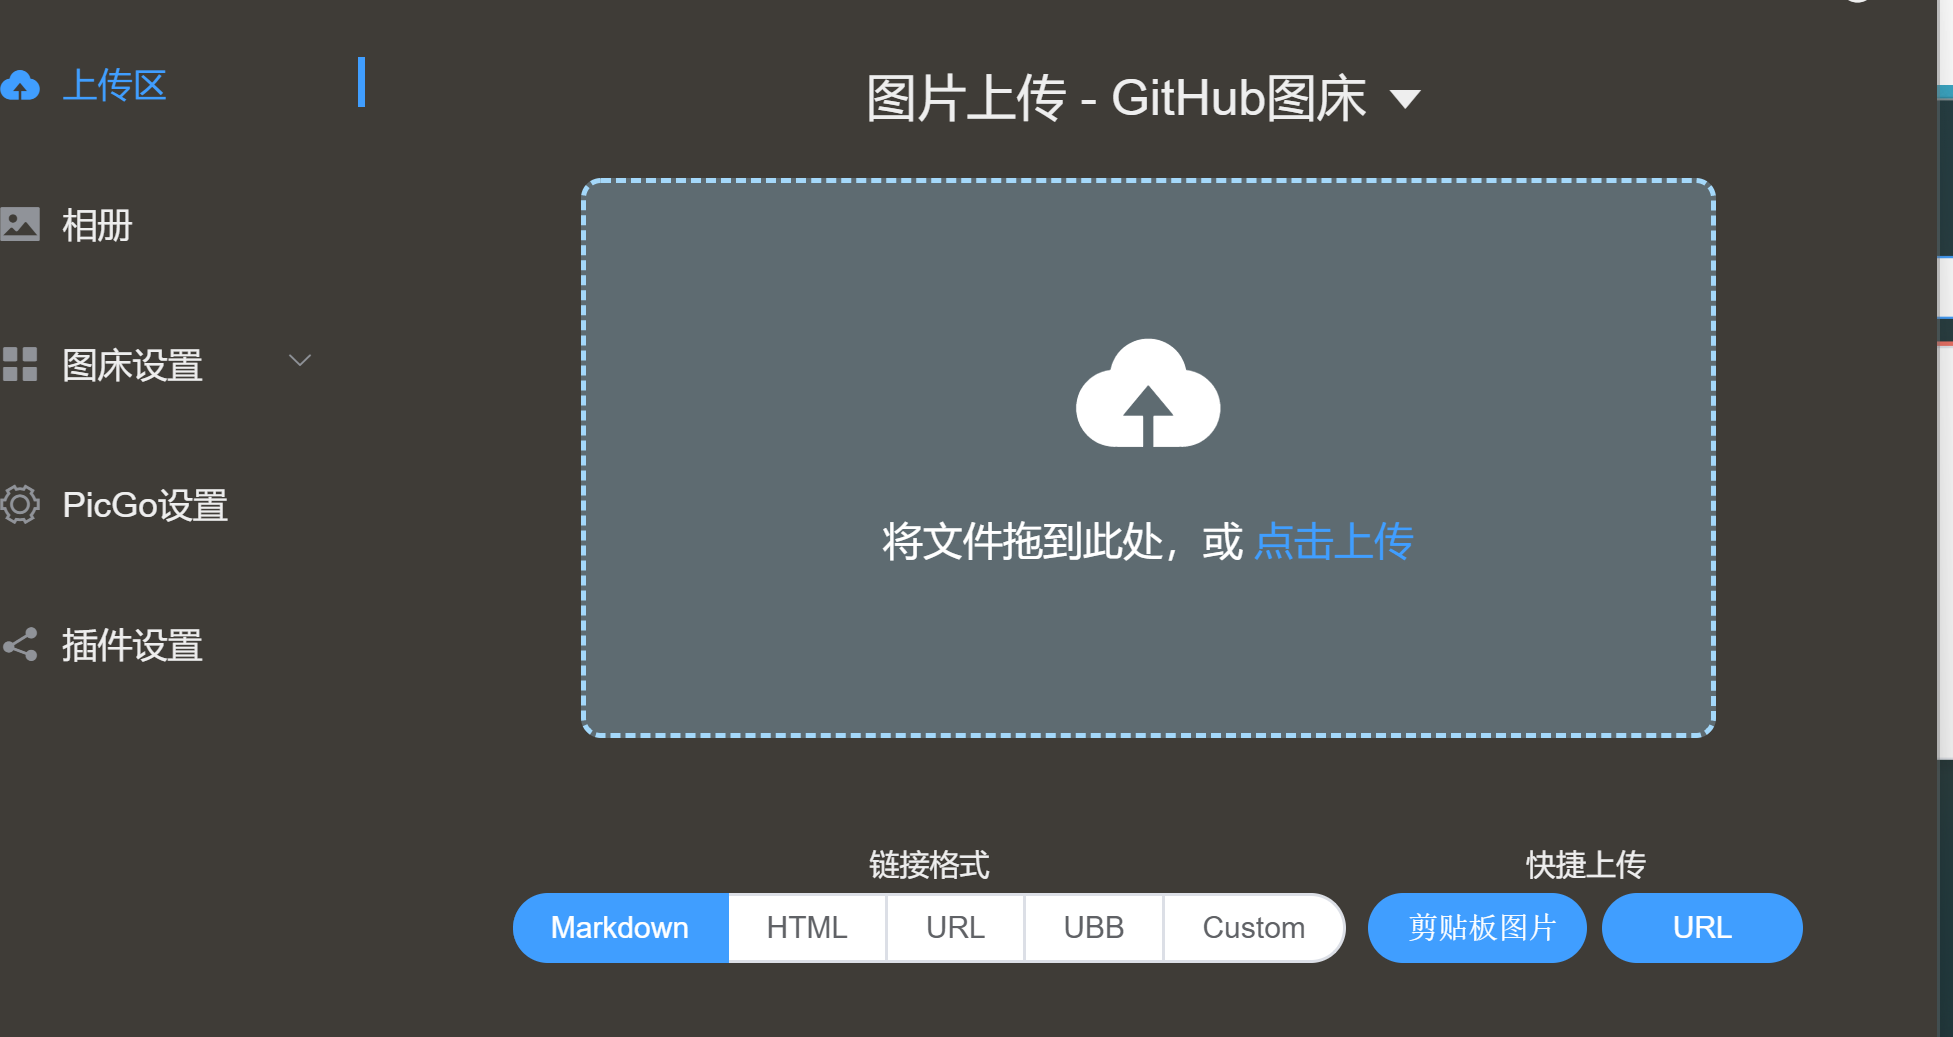 上传区
相册
图床设置
PicGo设置
插件设置
图片上传 - GitHub图床
将文件拖到此处，或 点击上传
链接格式
Markdown HTML URL UBB Custom
快捷上传
剪贴板图片 URL